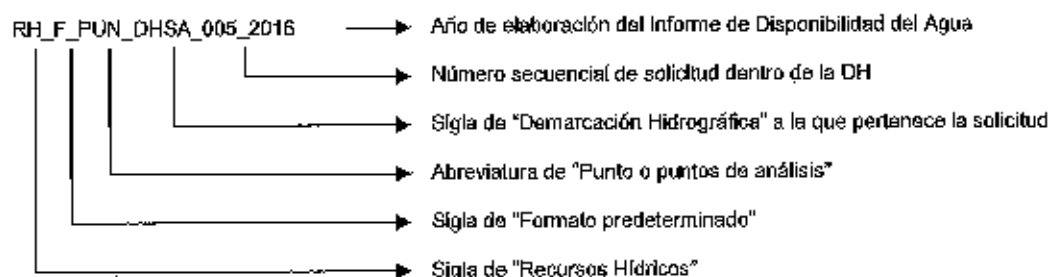 RH_F_PUN_DHSA_005_2016 Año de elaboración del Informe de Disponibilidad del Agua
Número secuencial de solicitud dentro de la DH
Sigla de "Demarcación Hidrográfica" a la que pertenece la solicitud
Abreviatura de "Punto o puntos de análisis"
Sigla de "Formato predeterminado"
Sigla de "Recursos Hídricos"